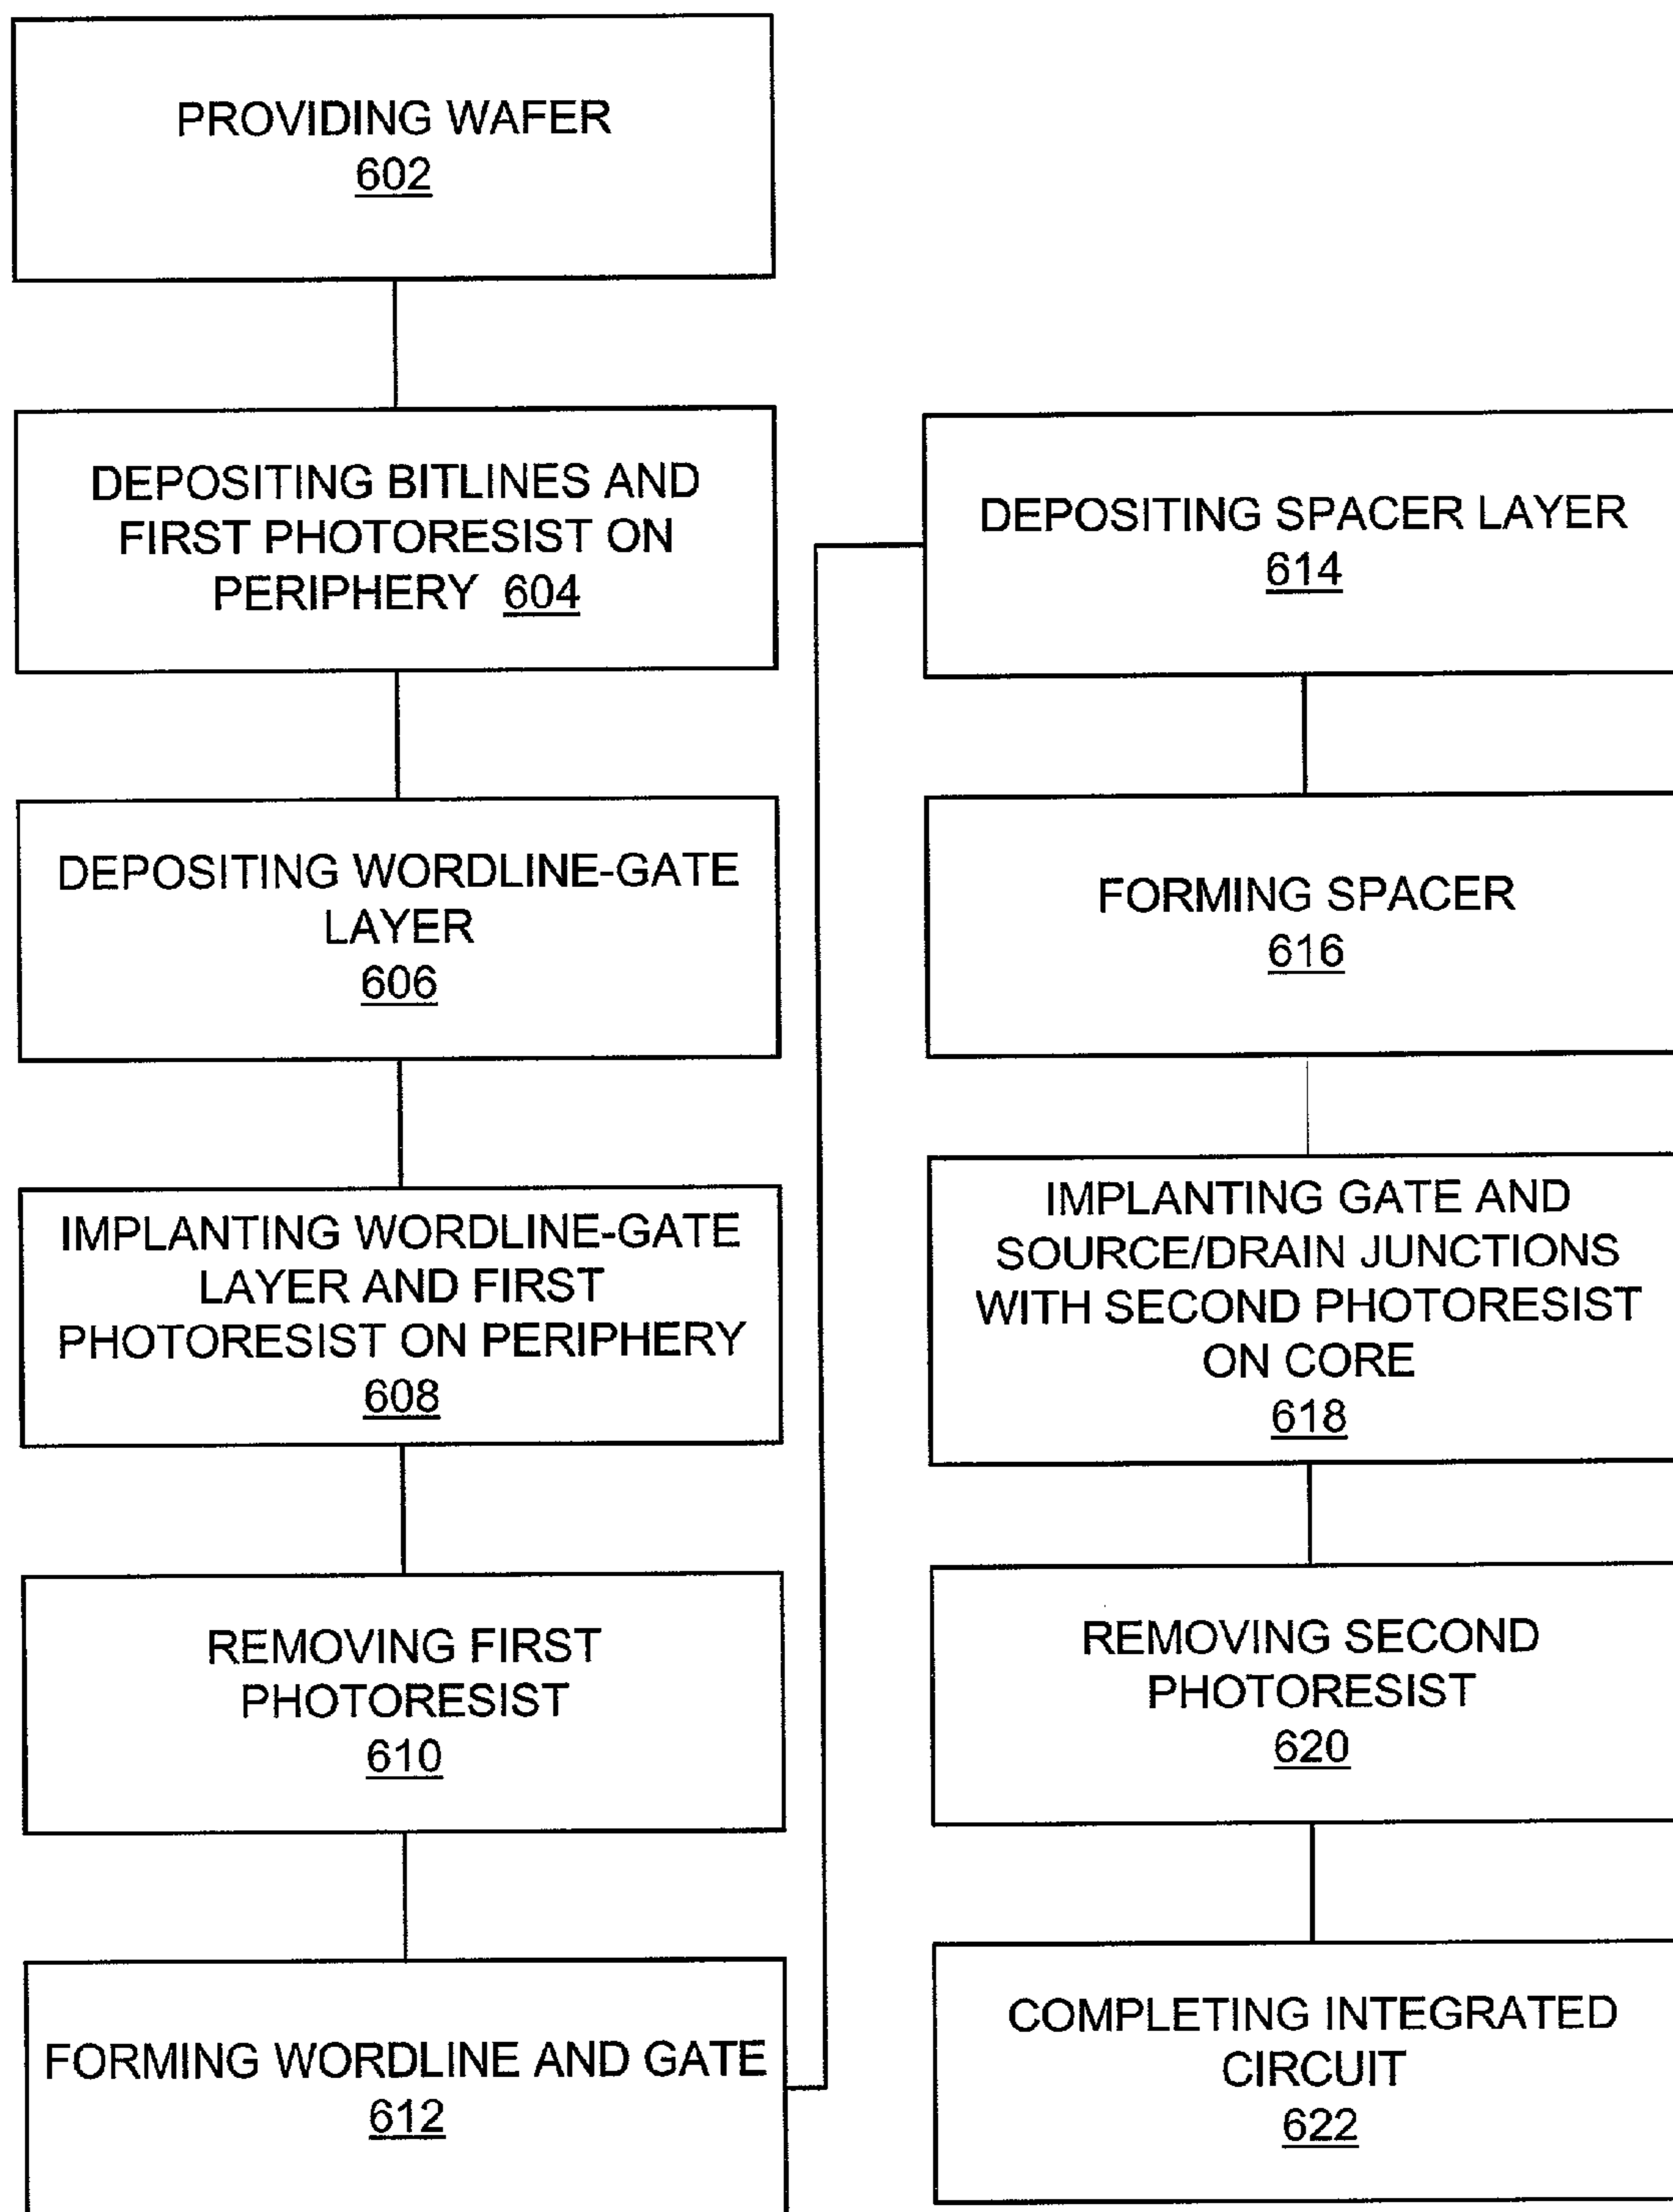 PROVIDING WAFER
602
DEPOSITING BITLINES AND
FIRST PHOTORESIST ON
PERIPHERY 604
DEPOSITING WORDLINE-GATE
LAYER
606
IMPLANTING WORDLINE-GATE
LAYER AND FIRST
PHOTORESIST ON PERIPHERY
608
REMOVING FIRST
PHOTORESIST
610
FORMING WORDLINE AND GATE
612
DEPOSITING SPACER LAYER
614
FORMING SPACER
616
IMPLANTING GATE AND
SOURCE/DRAIN JUNCTIONS
WITH SECOND PHOTORESIST
ON CORE
618
REMOVING SECOND
PHOTORESIST
620
COMPLETING INTEGRATED
CIRCUIT
622